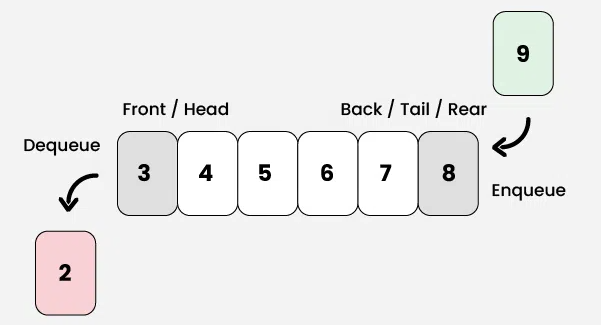 9
Front / Head
Back / Tail / Rear
Dequeue
3 4 5 6 7 8
Enqueue
2